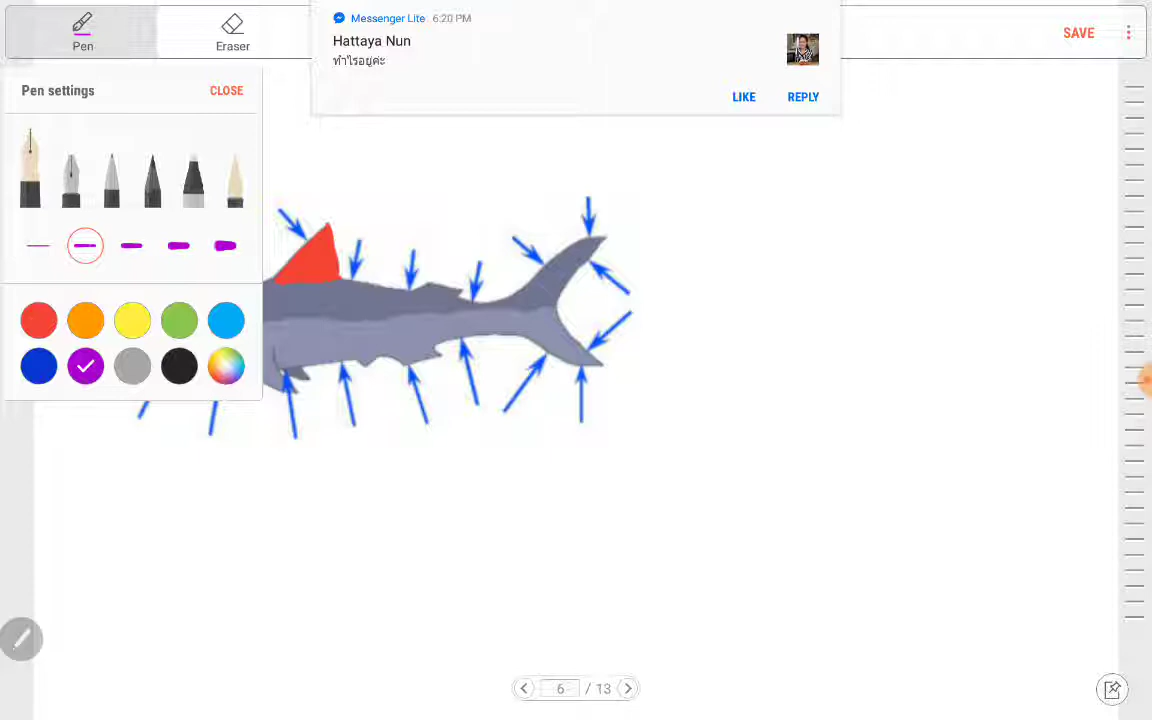 Messenger Lite 6:20 PM
Hattaya Nun
ทำไรอยู่ค่ะ
LIKE REPLY
Pen
Eraser
SAVE
Pen settings CLOSE
6 / 13